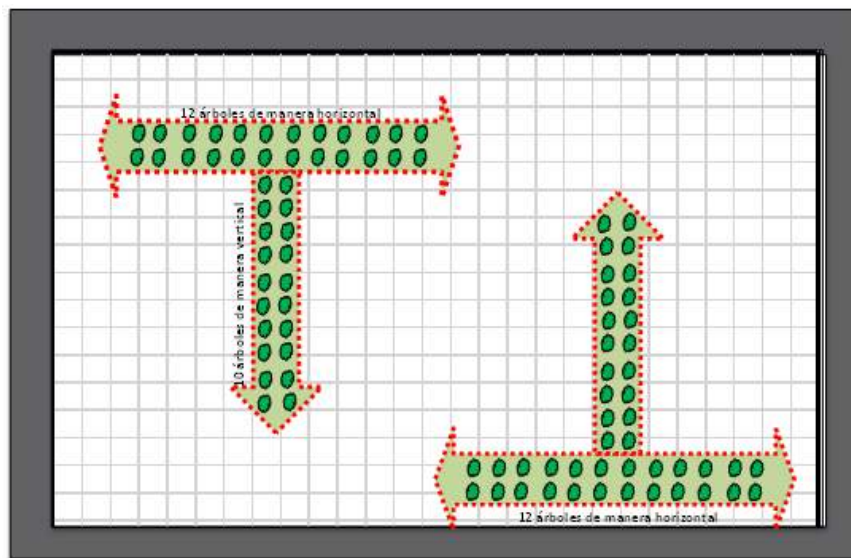 12 árboles de manera horizontal
10 árboles de manera vertical
12 árboles de manera horizontal